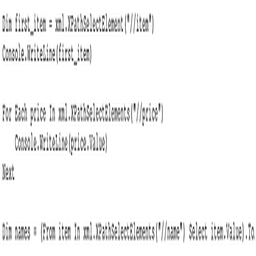 Dim first_item = xml.XPathSelectElement("//item")
Console.WriteLine(first_item)
For Each price In xml.XPathSelectElements("//price")
Console.WriteLine(price.Value)
Next
Dim names = (From item In xml.XPathSelectElements("//name") Select item.Value).To